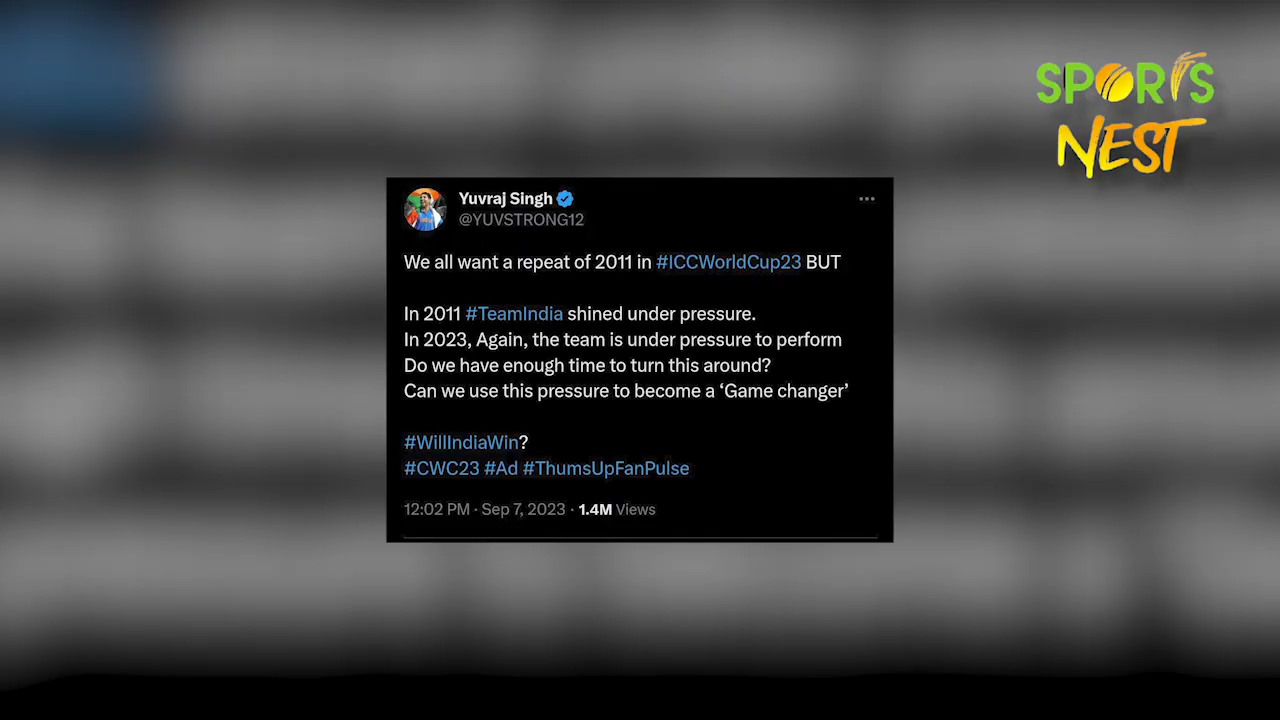 SPORTS
NEST
Yuvraj Singh
@YUVSTRONG12
We all want a repeat of 2011 in #ICCWorldCup23 BUT
In 2011 #TeamIndia shined under pressure.
In 2023, Again, the team is under pressure to perform
Do we have enough time to turn this around?
Can we use this pressure to become a ‘Game changer’
#WillIndiaWin?
#CWC23 #Ad #ThumsUpFanPulse
12:02 PM · Sep 7, 2023 · 1.4M Views